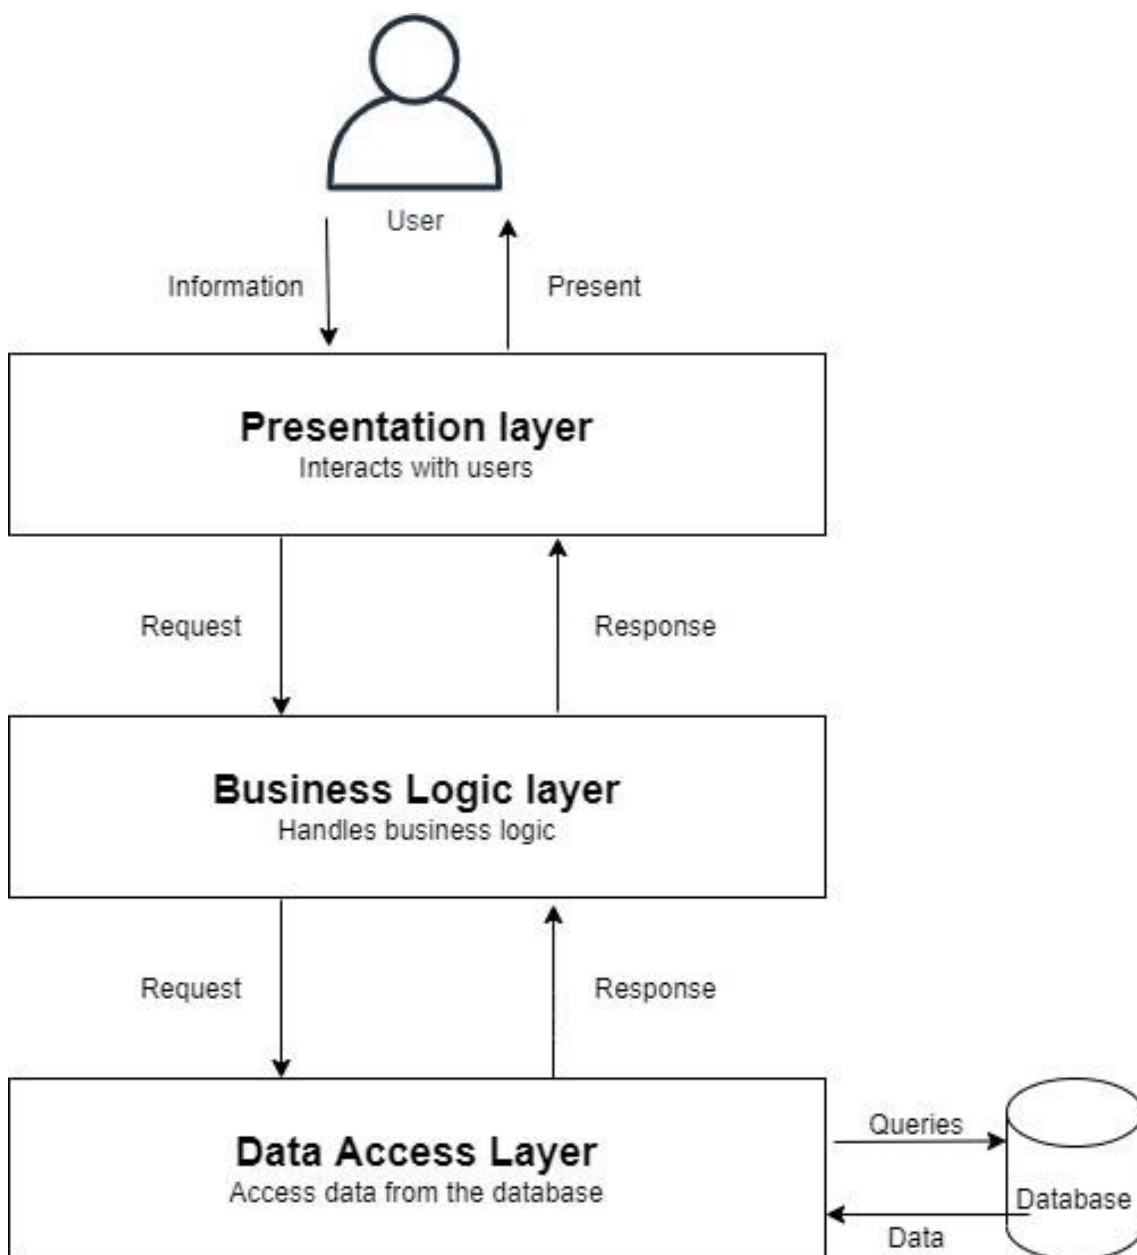 User
Information
Present
Presentation layer
Interacts with users
Request
Response
Business Logic layer
Handles business logic
Request
Response
Data Access Layer
Access data from the database
Queries
Database
Data